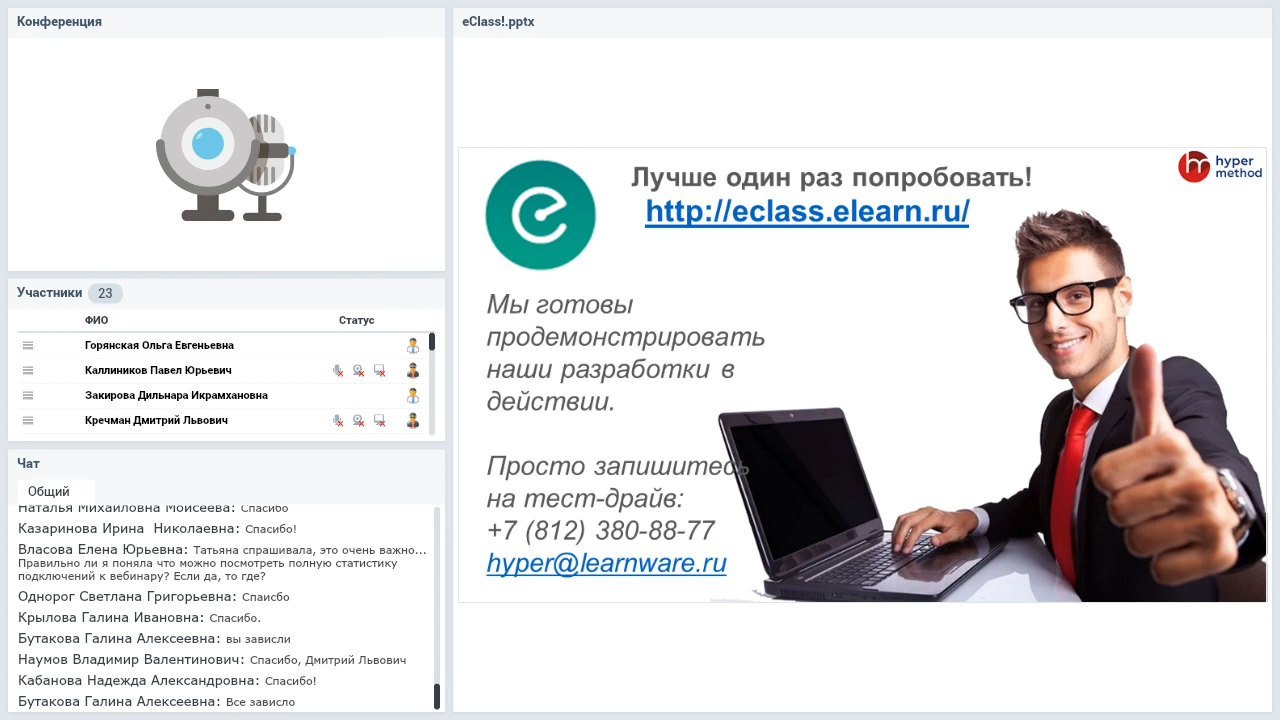 Конференция
Участники 23
ФИО Статус
Горянская Ольга Евгеньевна
Каллиников Павел Юрьевич
Закирова Дильнара Икрамхановна
Кречман Дмитрий Львович
Чат
Общий
Наталья Михайловна Моисеева: Спасибо
Казаринова Ирина Николаевна: Спасибо!
Власова Елена Юрьевна: Татьяна спрашивала, это очень важно...
Правильно ли я поняла что можно посмотреть полную статистику
подключений к вебинару? Если да, то где?
Однорог Светлана Григорьевна: Спаисбо
Крылова Галина Ивановна: Спасибо.
Бутакова Галина Алексеевна: вы зависли
Наумов Владимир Валентинович: Спасибо, Дмитрий Львович
Кабанова Надежда Александровна: Спасибо!
Бутакова Галина Алексеевна: Все зависло
eClass!.pptx
Лучше один раз попробовать!
http://eclass.elearn.ru/
hyper
method
Мы готовы
продемонстрировать
наши разработки в
действии.
Просто запишитесь
на тест-драйв:
+7 (812) 380-88-77
hyper@learnware.ru